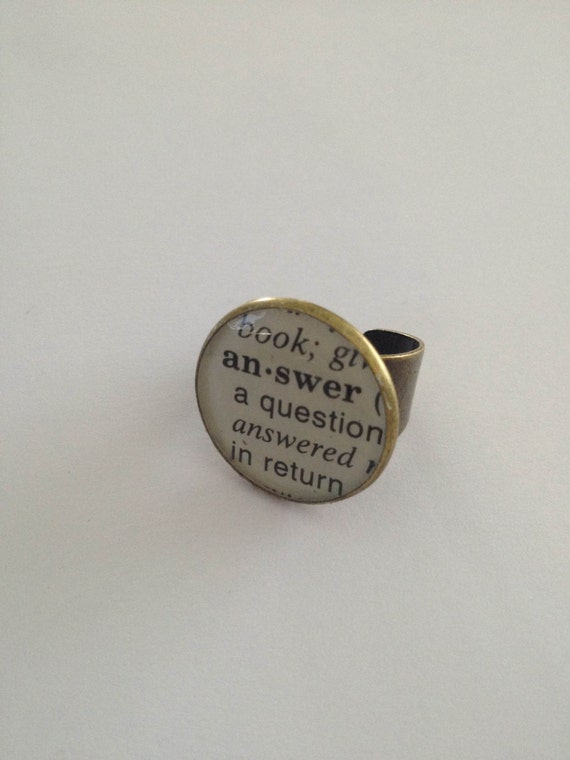 book;
an·swer (
a question
answered
in return